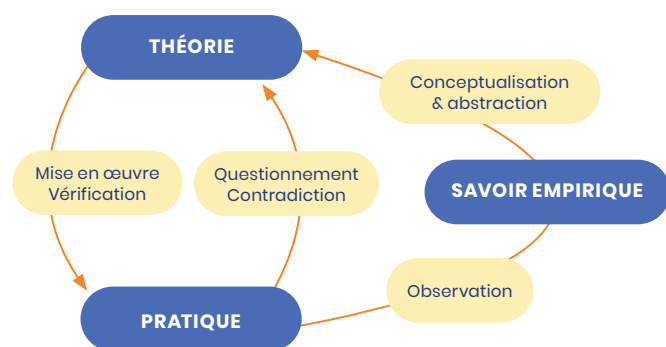 THÉORIE
Conceptualisation
& abstraction
Mise en œuvre
Vérification
Questionnement
Contradiction
SAVOIR EMPIRIQUE
Observation
PRATIQUE